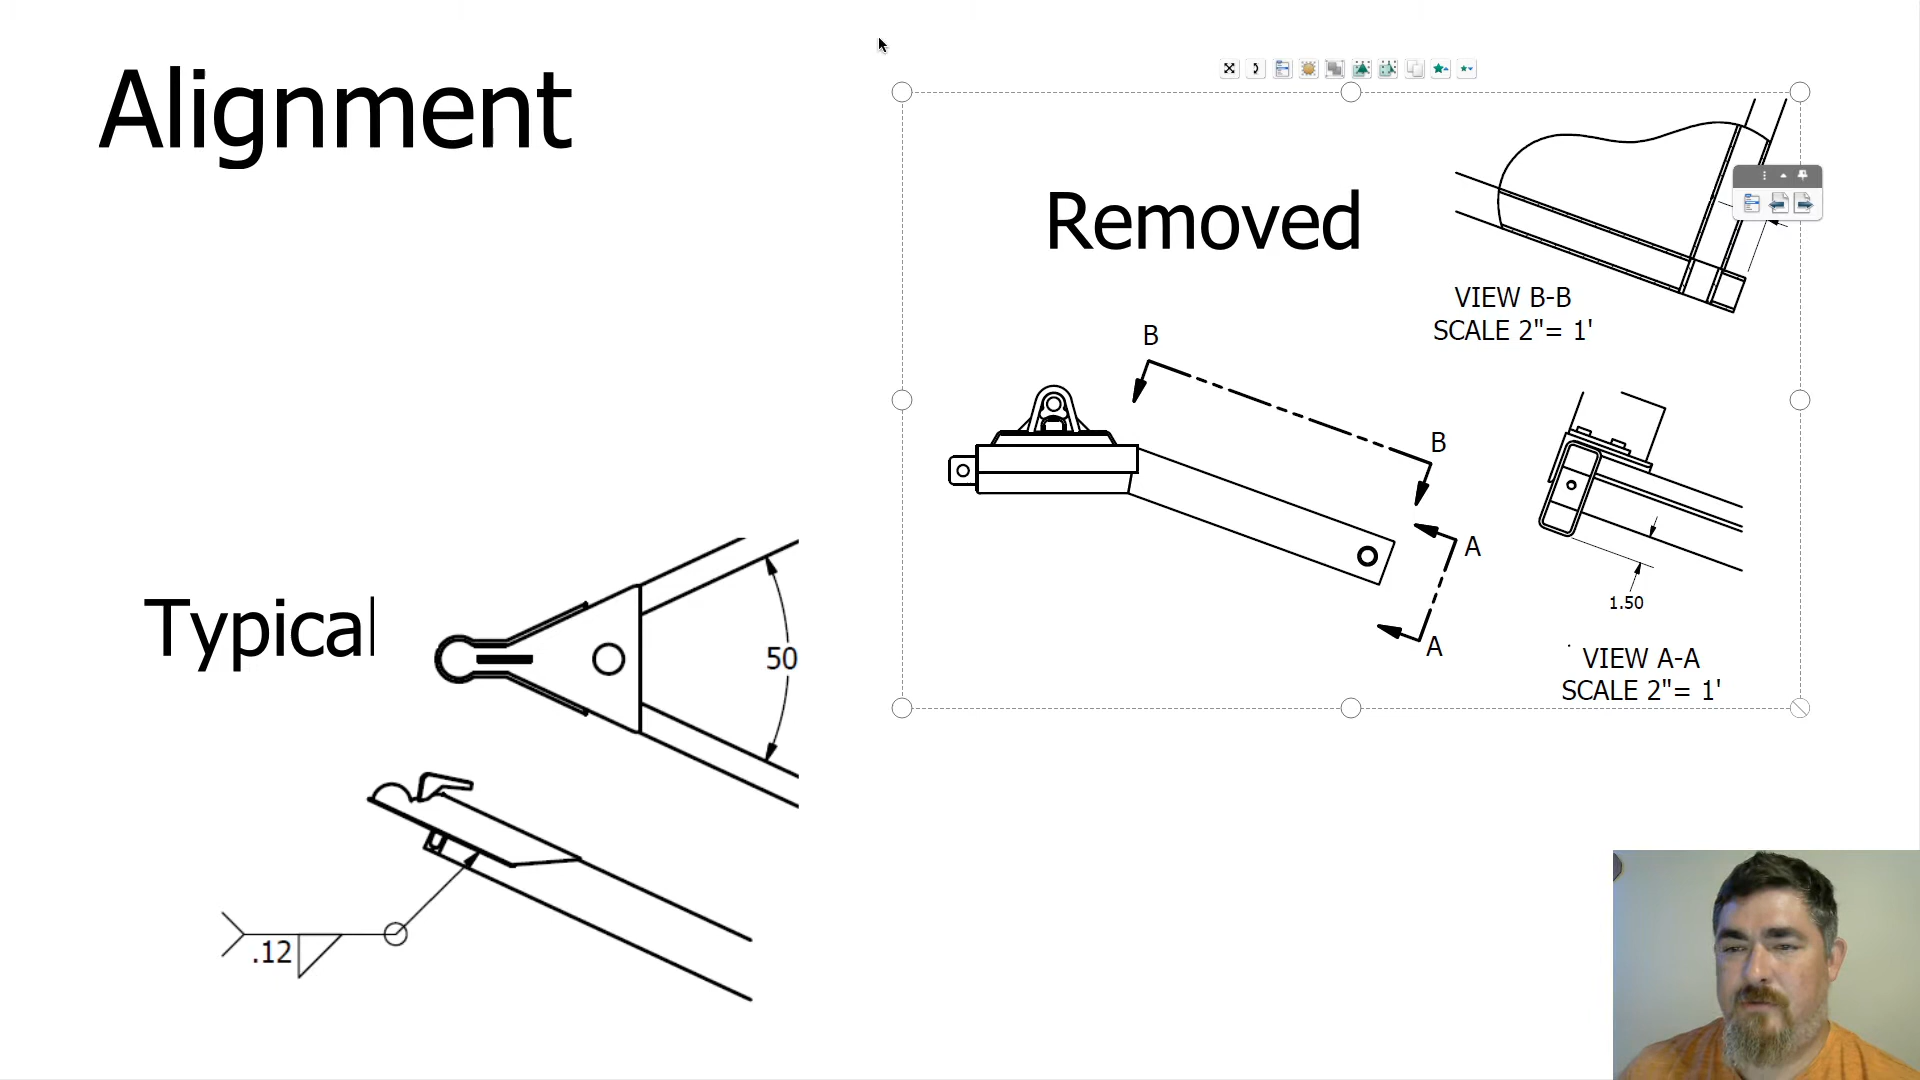 Alignment
Removed
VIEW B-B
SCALE 2"= 1'
B
B
A
A
1.50
VIEW A-A
SCALE 2"= 1'
Typical
50
.12